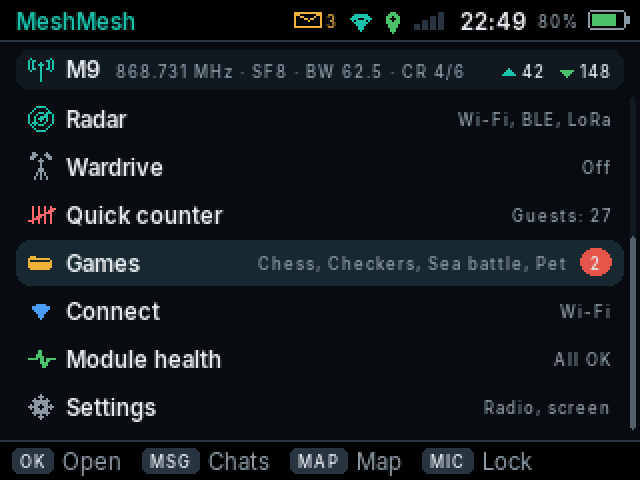 MeshMesh 3 22:49 80%
M9 868.731 MHz · SF8 · BW 62.5 · CR 4/6 42 148
Radar Wi-Fi, BLE, LoRa
Wardrive Off
Quick counter Guests: 27
Games Chess, Checkers, Sea battle, Pet 2
Connect Wi-Fi
Module health All OK
Settings Radio, screen
OK Open MSG Chats MAP Map MIC Lock